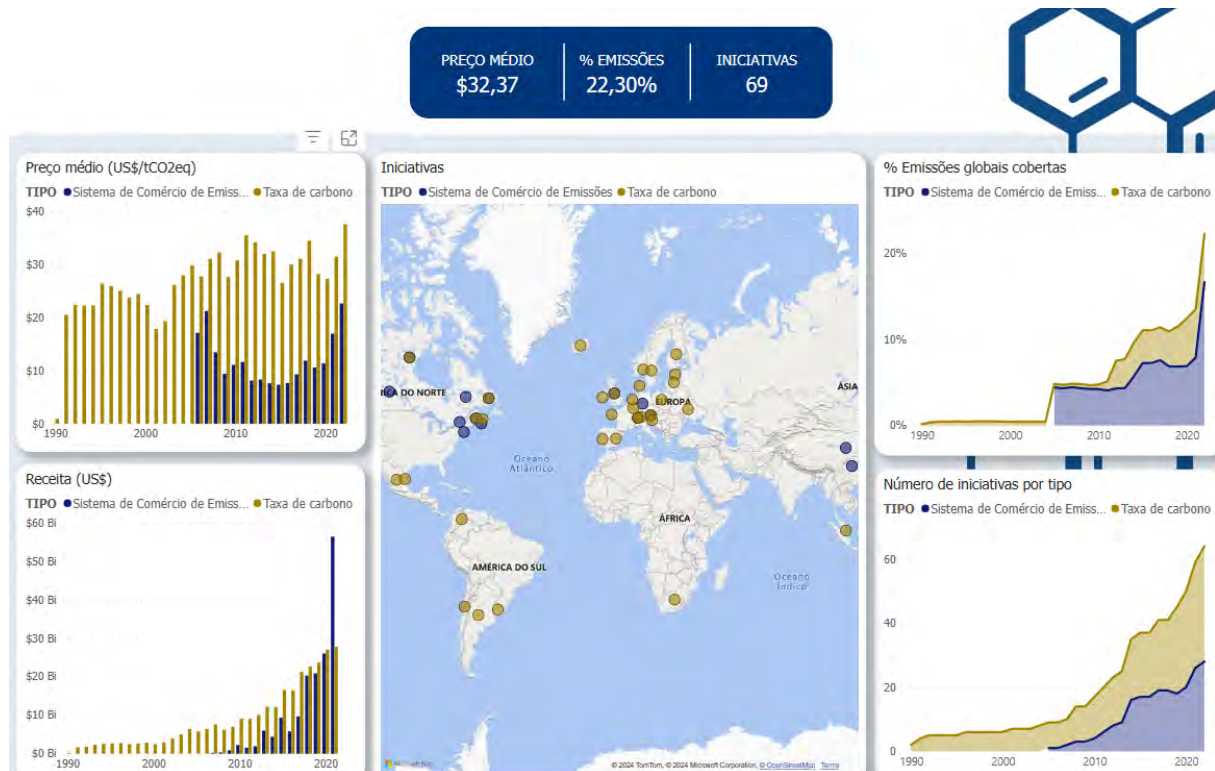 PREÇO MÉDIO
$32,37
% EMISSÕES
22,30%
INICIATIVAS
69
Preço médio (US$/tCO2eq)
TIPO Sistema de Comércio de Emiss... Taxa de carbono
$40
$30
$20
$10
$0
1990 2000 2010 2020
Receita (US$)
TIPO Sistema de Comércio de Emiss... Taxa de carbono
$60 Bi
$50 Bi
$40 Bi
$30 Bi
$20 Bi
$10 Bi
$0 Bi
1990 2000 2010 2020
Iniciativas
TIPO Sistema de Comércio de Emissões Taxa de carbono
ICA DO NORTE
EUROPA
ÁSIA
Oceano
Atlântico
ÁFRICA
AMÉRICA DO SUL
Oceano
Índico
© 2024 TomTom, © 2024 Microsoft Corporation, © OpenStreetMap Terms
% Emissões globais cobertas
TIPO Sistema de Comércio de Emiss... Taxa de carbono
20%
10%
0%
1990 2000 2010 2020
Número de iniciativas por tipo
TIPO Sistema de Comércio de Emiss... Taxa de carbono
60
40
20
0
1990 2000 2010 2020